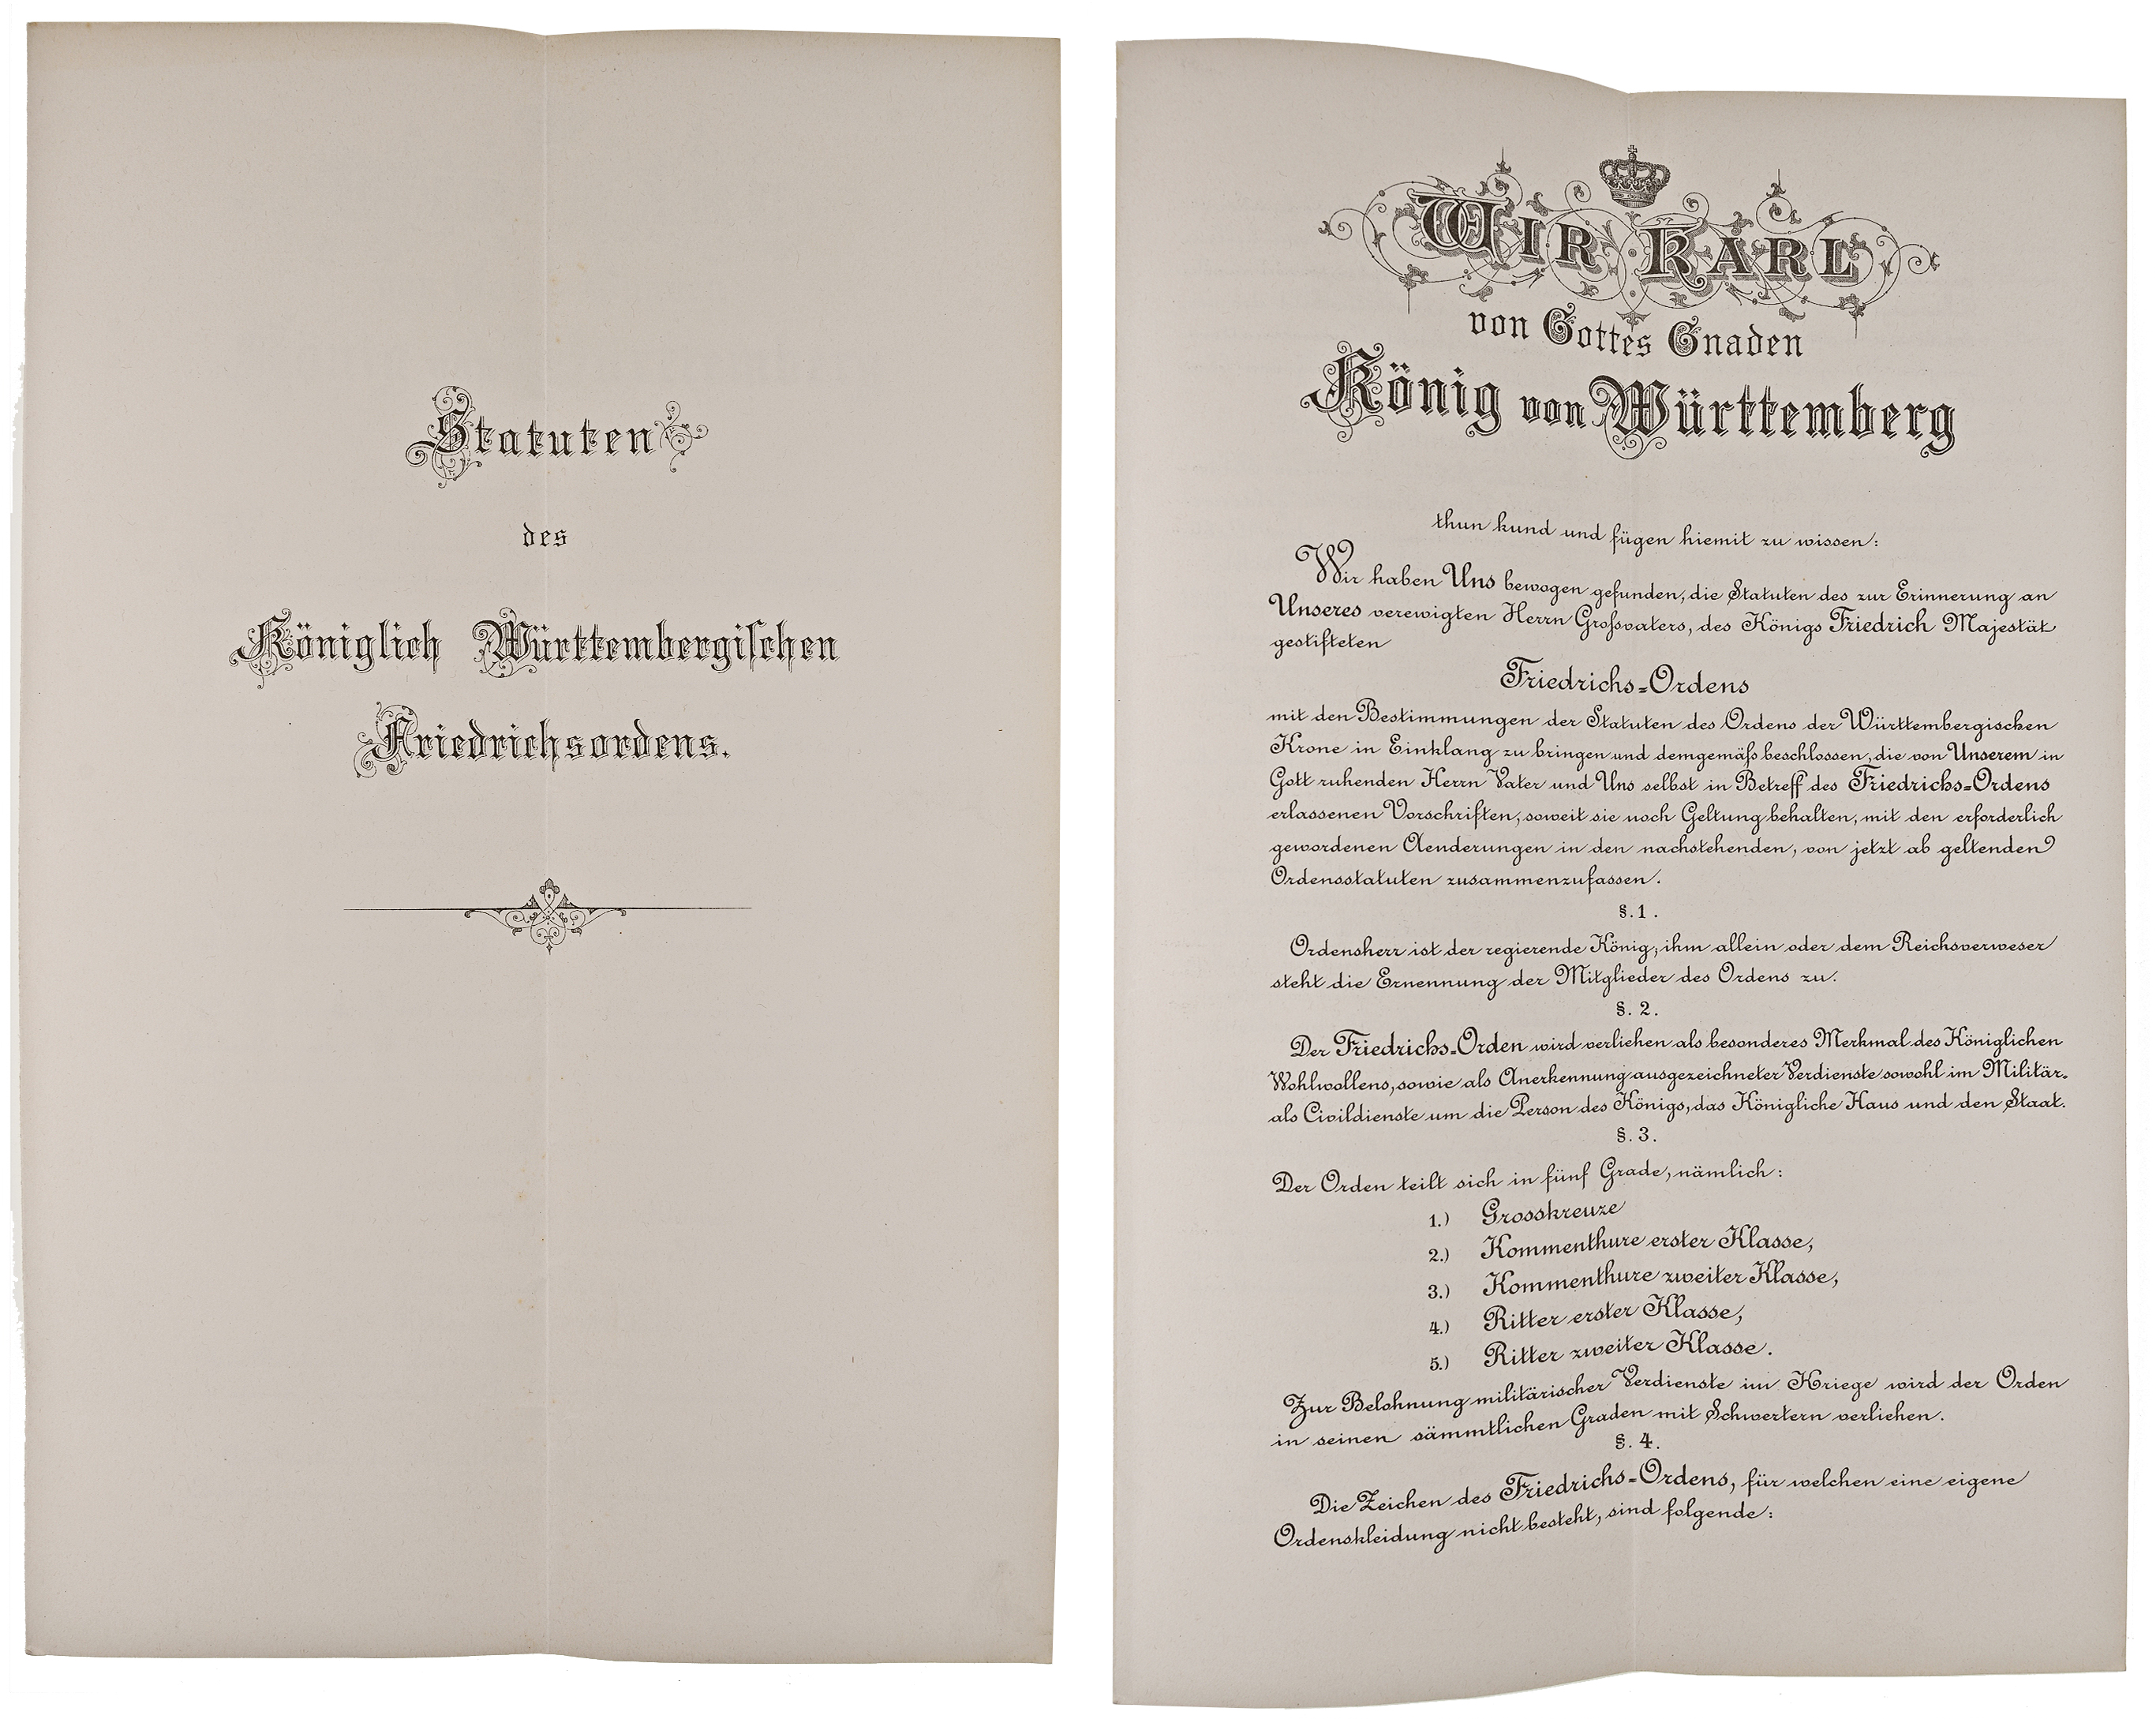 Statuten
des
Königlich Württembergischen
Friedrichsordens.
WIR KARL
von Gottes Gnaden
König von Württemberg
thun kund und fügen hiemit zu wissen:
Wir haben Uns bewogen gefunden, die Statuten des zur Erinnerung an
Unseres verewigten Herrn Großvaters, des Königs Friedrich Majestät
gestifteten
Friedrichs-Ordens
mit den Bestimmungen der Statuten des Ordens der Württembergischen
Krone in Einklang zu bringen und demgemäß beschlossen, die von Unserem in
Gott ruhenden Herrn Vater und Uns selbst in Betreff des Friedrichs-Ordens
erlassenen Vorschriften, soweit sie noch Geltung behalten, mit den erforderlich
gewordenen Aenderungen in den nachstehenden, von jetzt ab geltenden
Ordensstatuten zusammenzufassen.
§. 1.
Ordensherr ist der regierende König; ihm allein oder dem Reichsverweser
steht die Ernennung der Mitglieder des Ordens zu.
§. 2.
Der Friedrichs-Orden wird verliehen als besonderes Merkmal des Königlichen
Wohlwollens, sowie als Anerkennung ausgezeichneter Verdienste sowohl im Militär-
als Civildienste um die Person des Königs, das Königliche Haus und den Staat.
§. 3.
Der Orden teilt sich in fünf Grade, nämlich:
1.) Grosskreuze
2.) Kommenthure erster Klasse,
3.) Kommenthure zweiter Klasse,
4.) Ritter erster Klasse,
5.) Ritter zweiter Klasse.
Zur Belohnung militärischer Verdienste im Kriege wird der Orden
in seinen sämmtlichen Graden mit Schwertern verliehen.
§. 4.
Die Zeichen des Friedrichs-Ordens, für welchen eine eigene
Ordenskleidung nicht besteht, sind folgende: